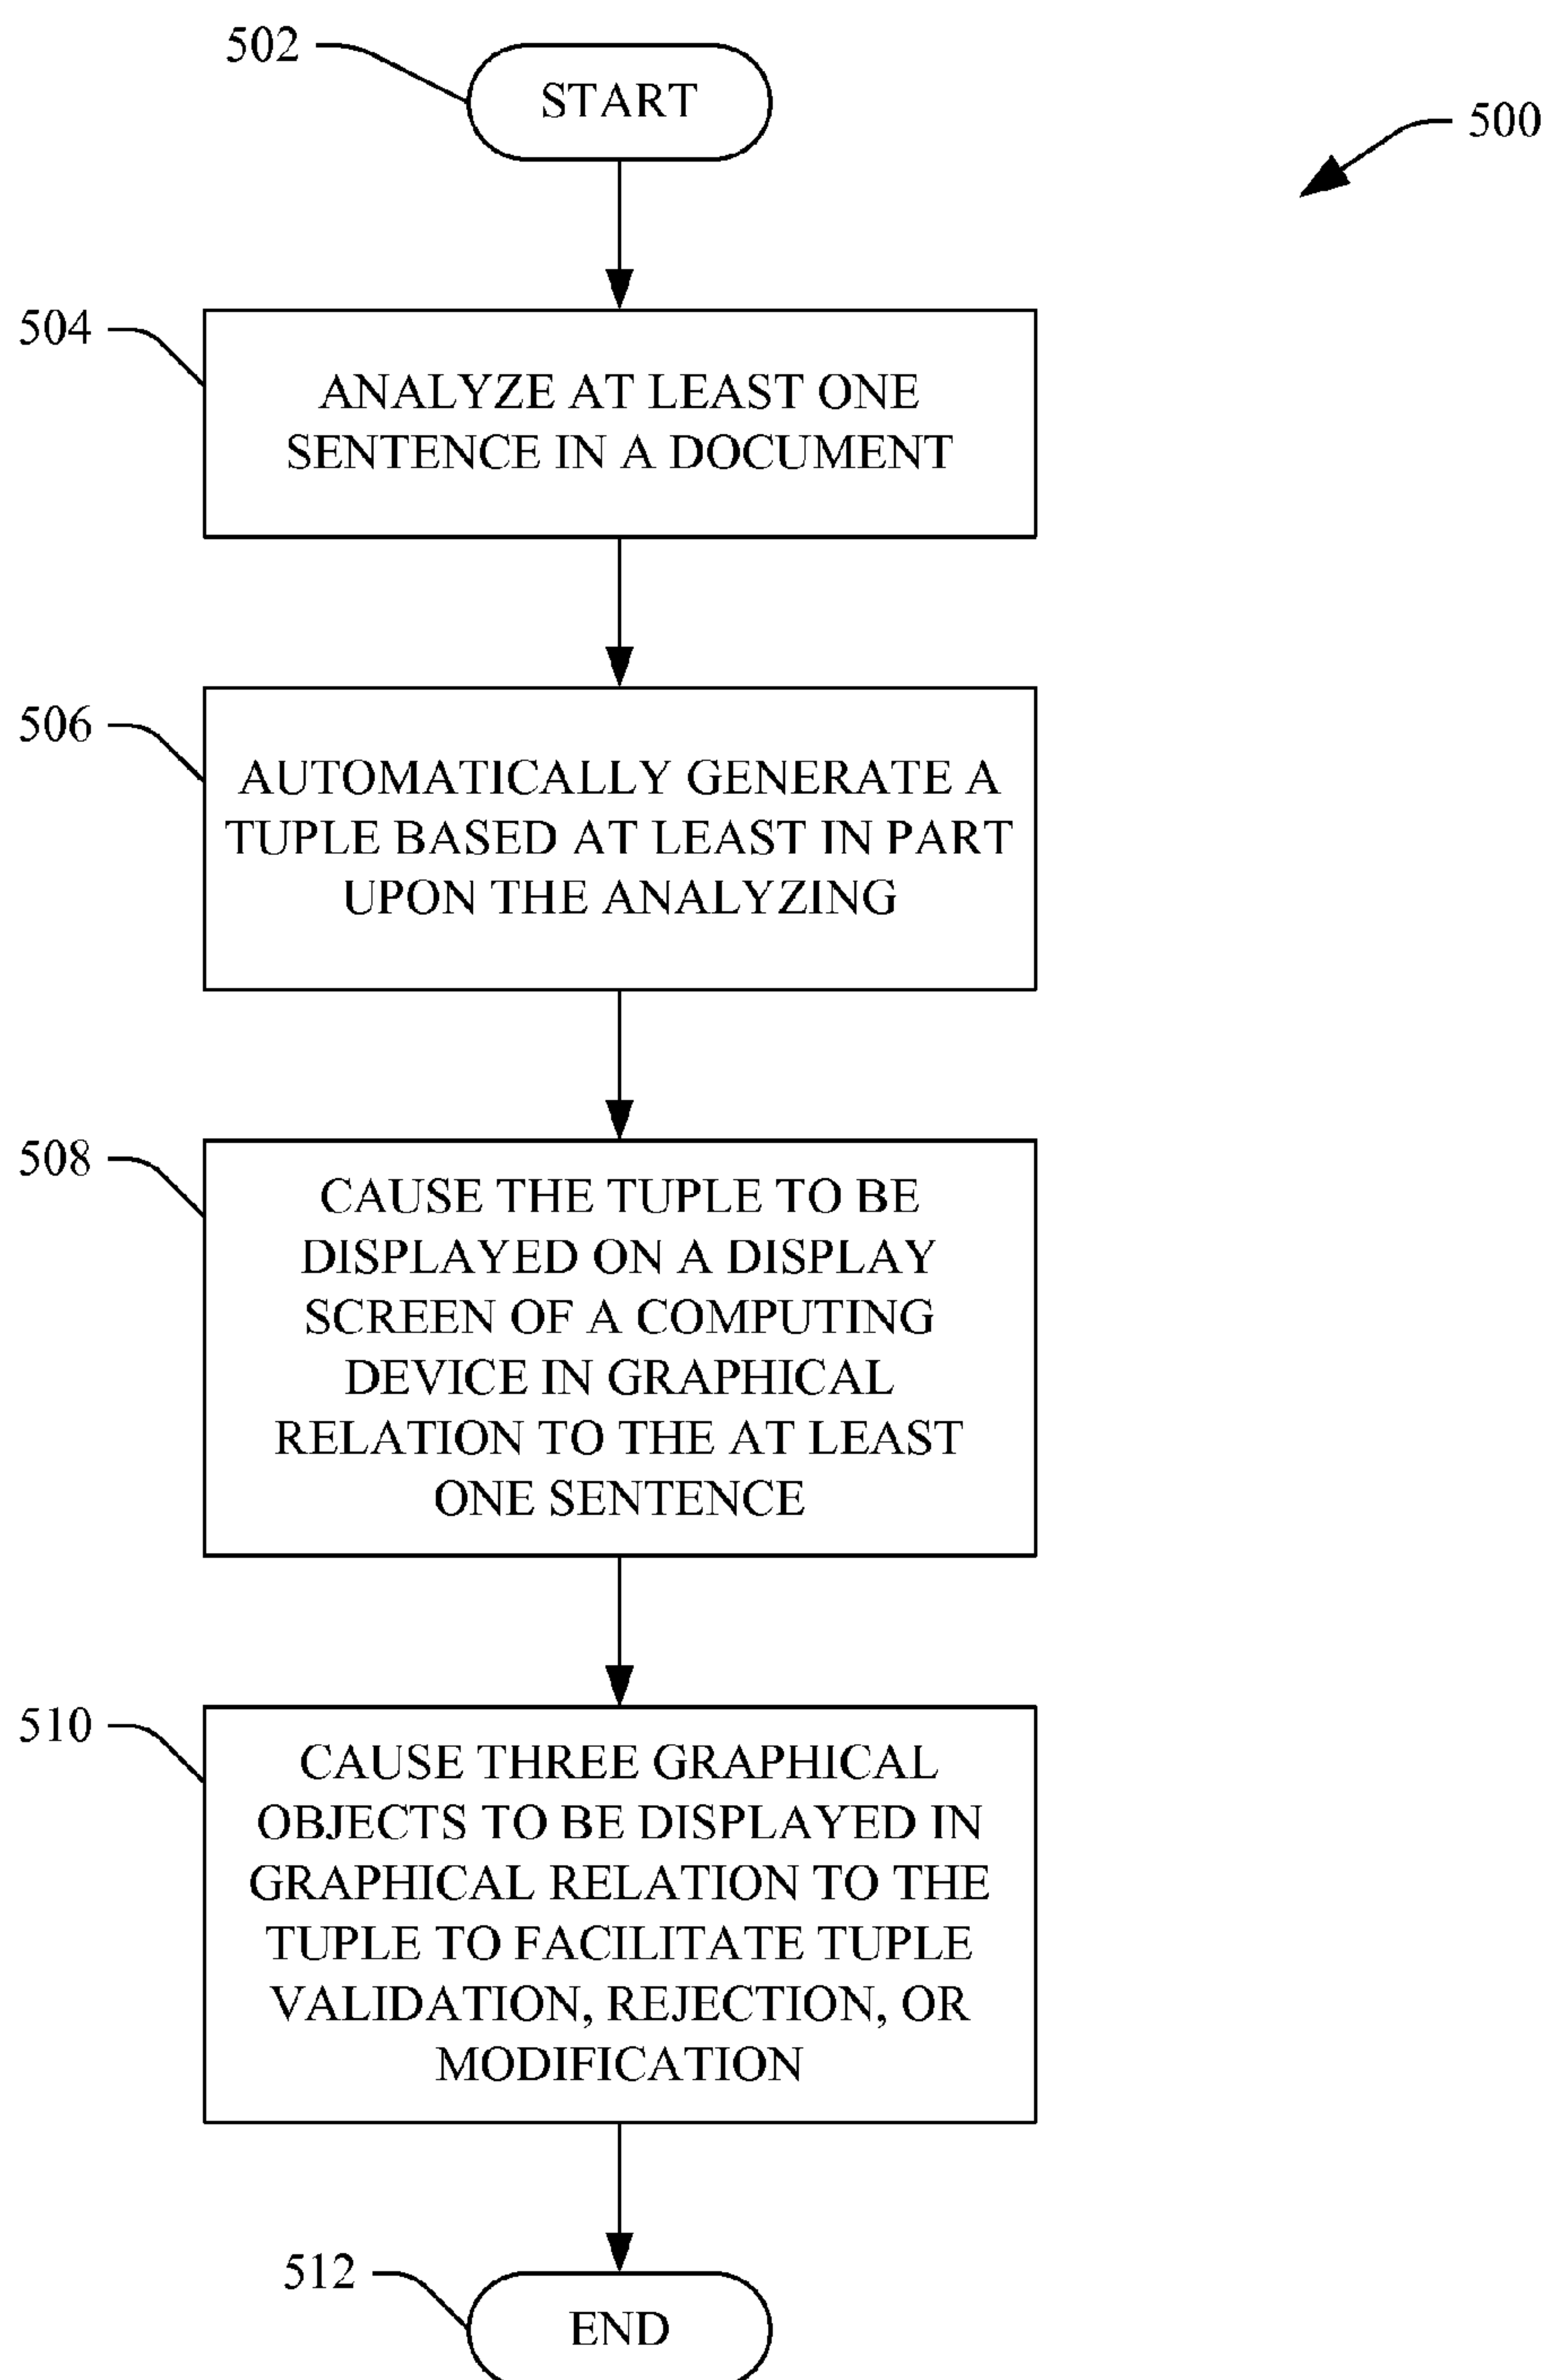 502
START
500
504
ANALYZE AT LEAST ONE
SENTENCE IN A DOCUMENT
506
AUTOMATICALLY GENERATE A
TUPLE BASED AT LEAST IN PART
UPON THE ANALYZING
508
CAUSE THE TUPLE TO BE
DISPLAYED ON A DISPLAY
SCREEN OF A COMPUTING
DEVICE IN GRAPHICAL
RELATION TO THE AT LEAST
ONE SENTENCE
510
CAUSE THREE GRAPHICAL
OBJECTS TO BE DISPLAYED IN
GRAPHICAL RELATION TO THE
TUPLE TO FACILITATE TUPLE
VALIDATION, REJECTION, OR
MODIFICATION
512
END